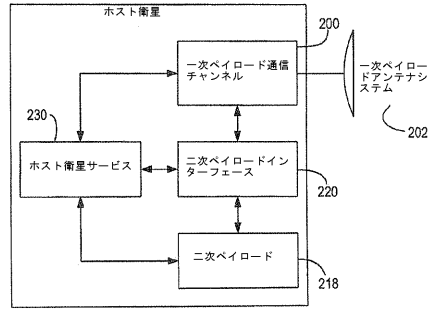 ホスト衛星
200
一次ペイロード通信
チャンネル
一次ペイロー
ドアンテナシ
ステム
202
230
ホスト衛星サービス
二次ペイロードイン
ターフェース
220
二次ペイロード
218